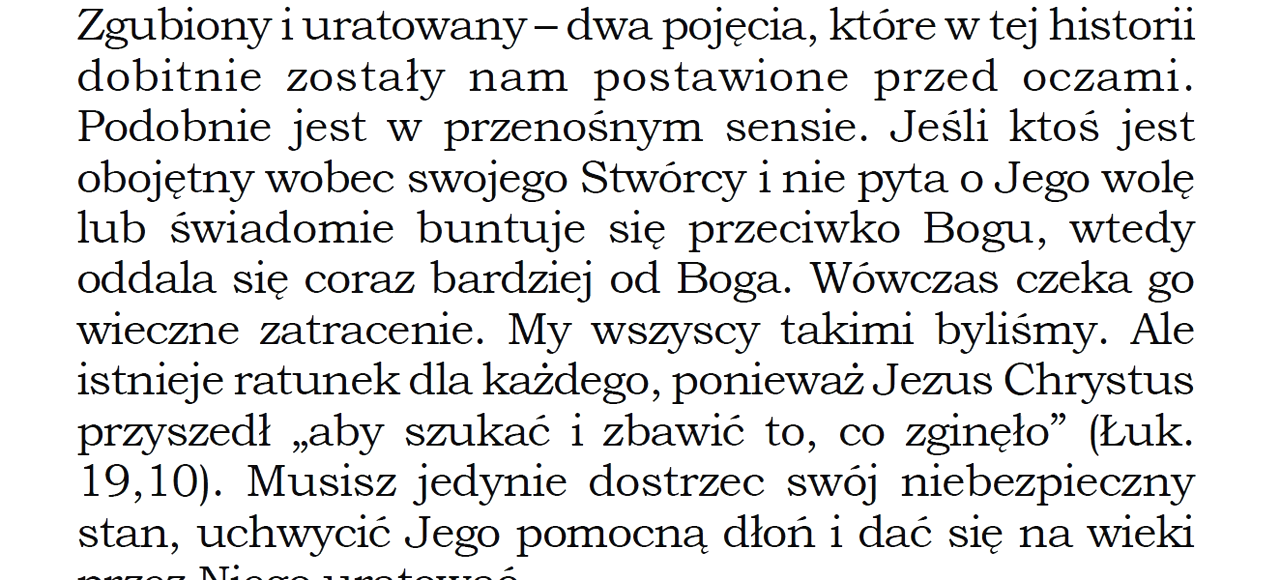 Zgubiony i uratowany – dwa pojęcia, które w tej historii
dobitnie zostały nam postawione przed oczami.
Podobnie jest w przenośnym sensie. Jeśli ktoś jest
obojętny wobec swojego Stwórcy i nie pyta o Jego wolę
lub świadomie buntuje się przeciwko Bogu, wtedy
oddala się coraz bardziej od Boga. Wówczas czeka go
wieczne zatracenie. My wszyscy takimi byliśmy. Ale
istnieje ratunek dla każdego, ponieważ Jezus Chrystus
przyszedł „aby szukać i zbawić to, co zginęło” (Łuk.
19,10). Musisz jedynie dostrzec swój niebezpieczny
stan, uchwycić Jego pomocną dłoń i dać się na wieki
przez Niego uratować.